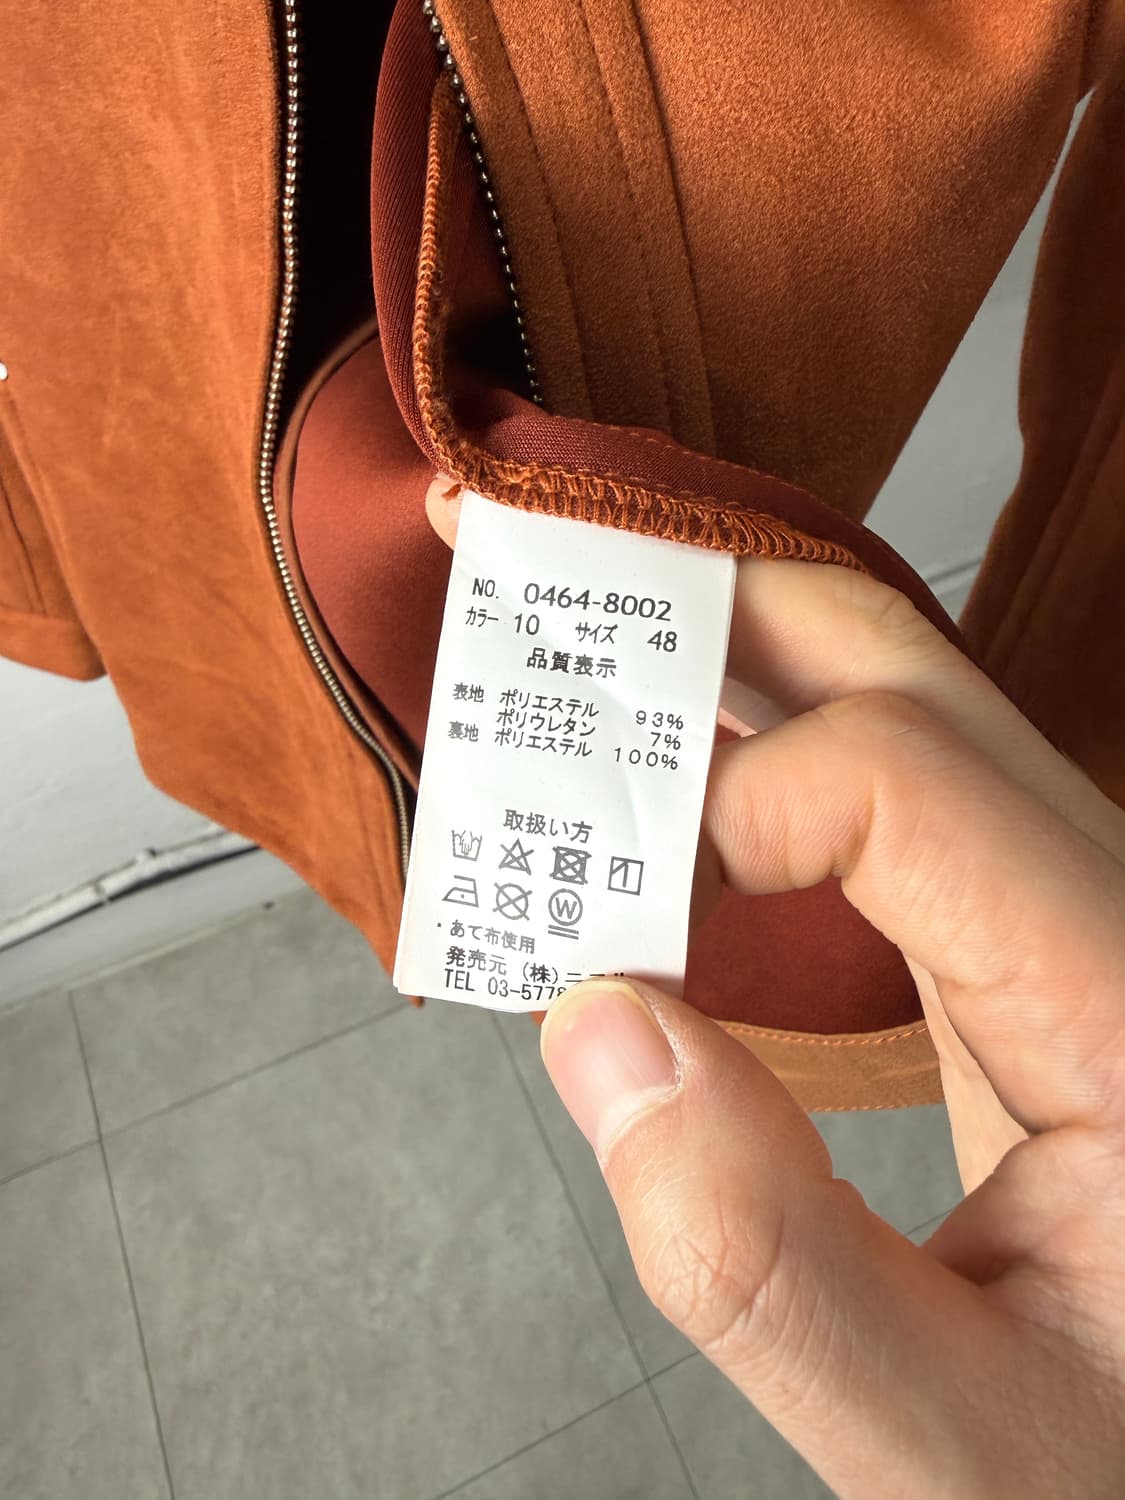 NO. 0464-8002
カラー 10 サイズ 48
品質表示
表地 ポリエステル 93%
ポリウレタン 7%
裏地 ポリエステル 100%
取扱い方
W
・あて布使用
発売元 (株)
TEL 03-577